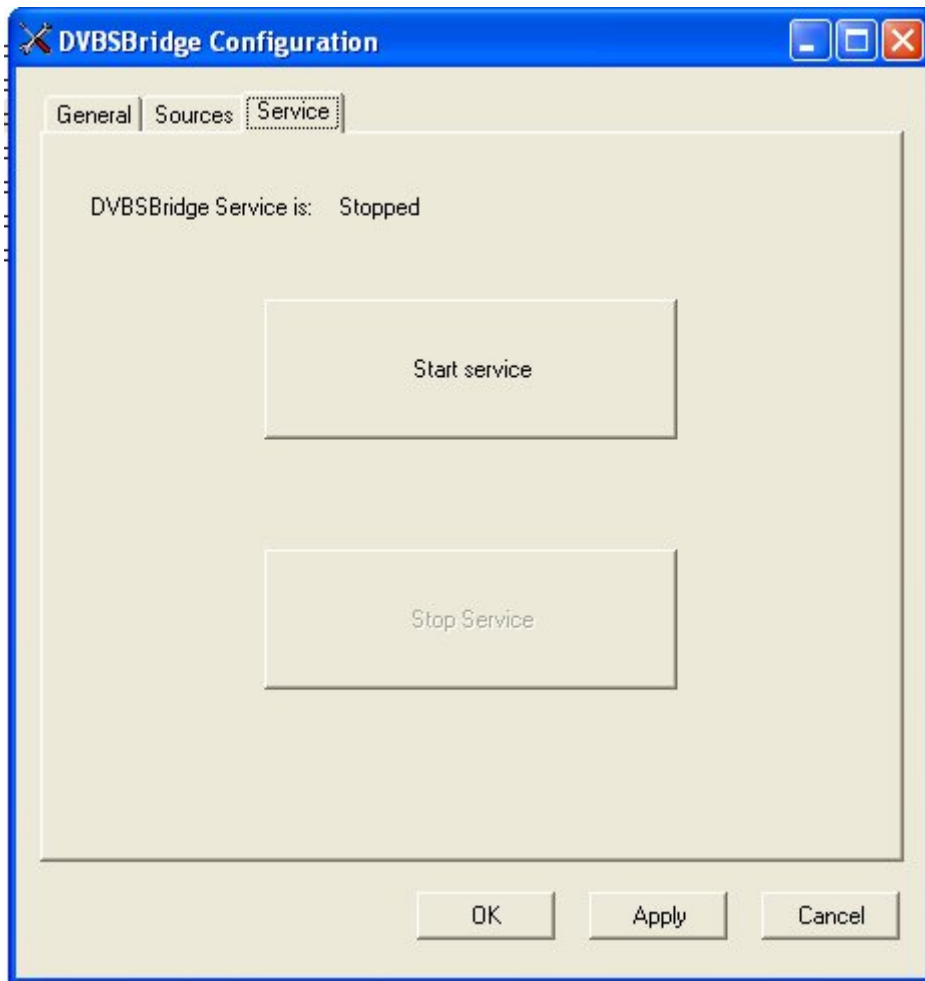 DVBSBridge Configuration
General Sources Service
DVBSBridge Service is: Stopped
Start service
Stop Service
OK Apply Cancel